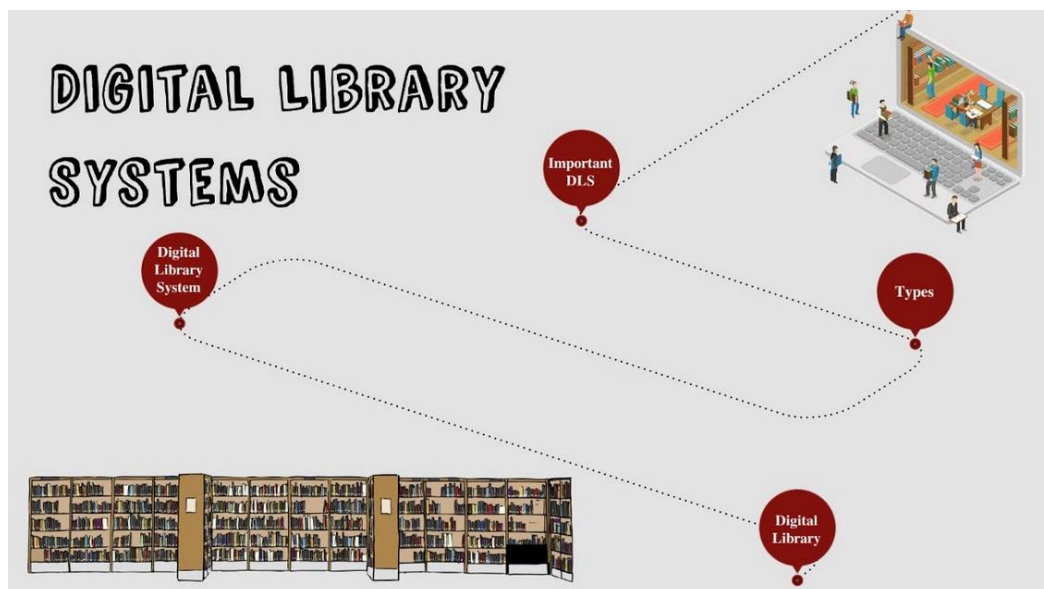 DIGITAL LIBRARY
SYSTEMS
Important
DLS
Digital
Library
System
Types
Digital
Library